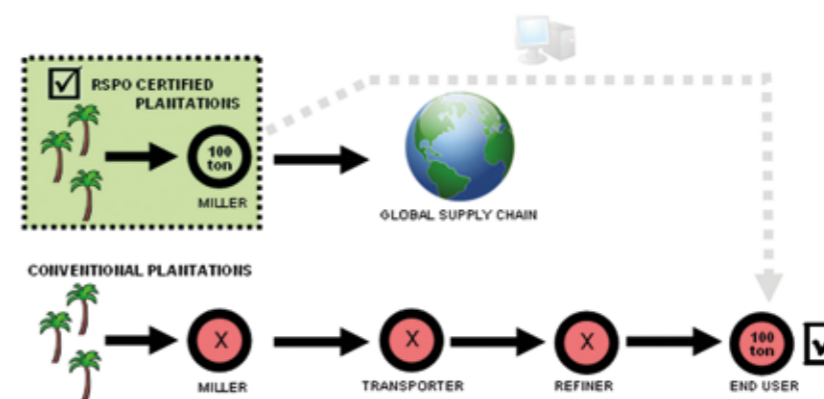 RSPO CERTIFIED
PLANTATIONS
100
ton
MILLER
GLOBAL SUPPLY CHAIN
CONVENTIONAL PLANTATIONS
X
X
X
100
ton
MILLER
TRANSPORTER
REFINER
END USER